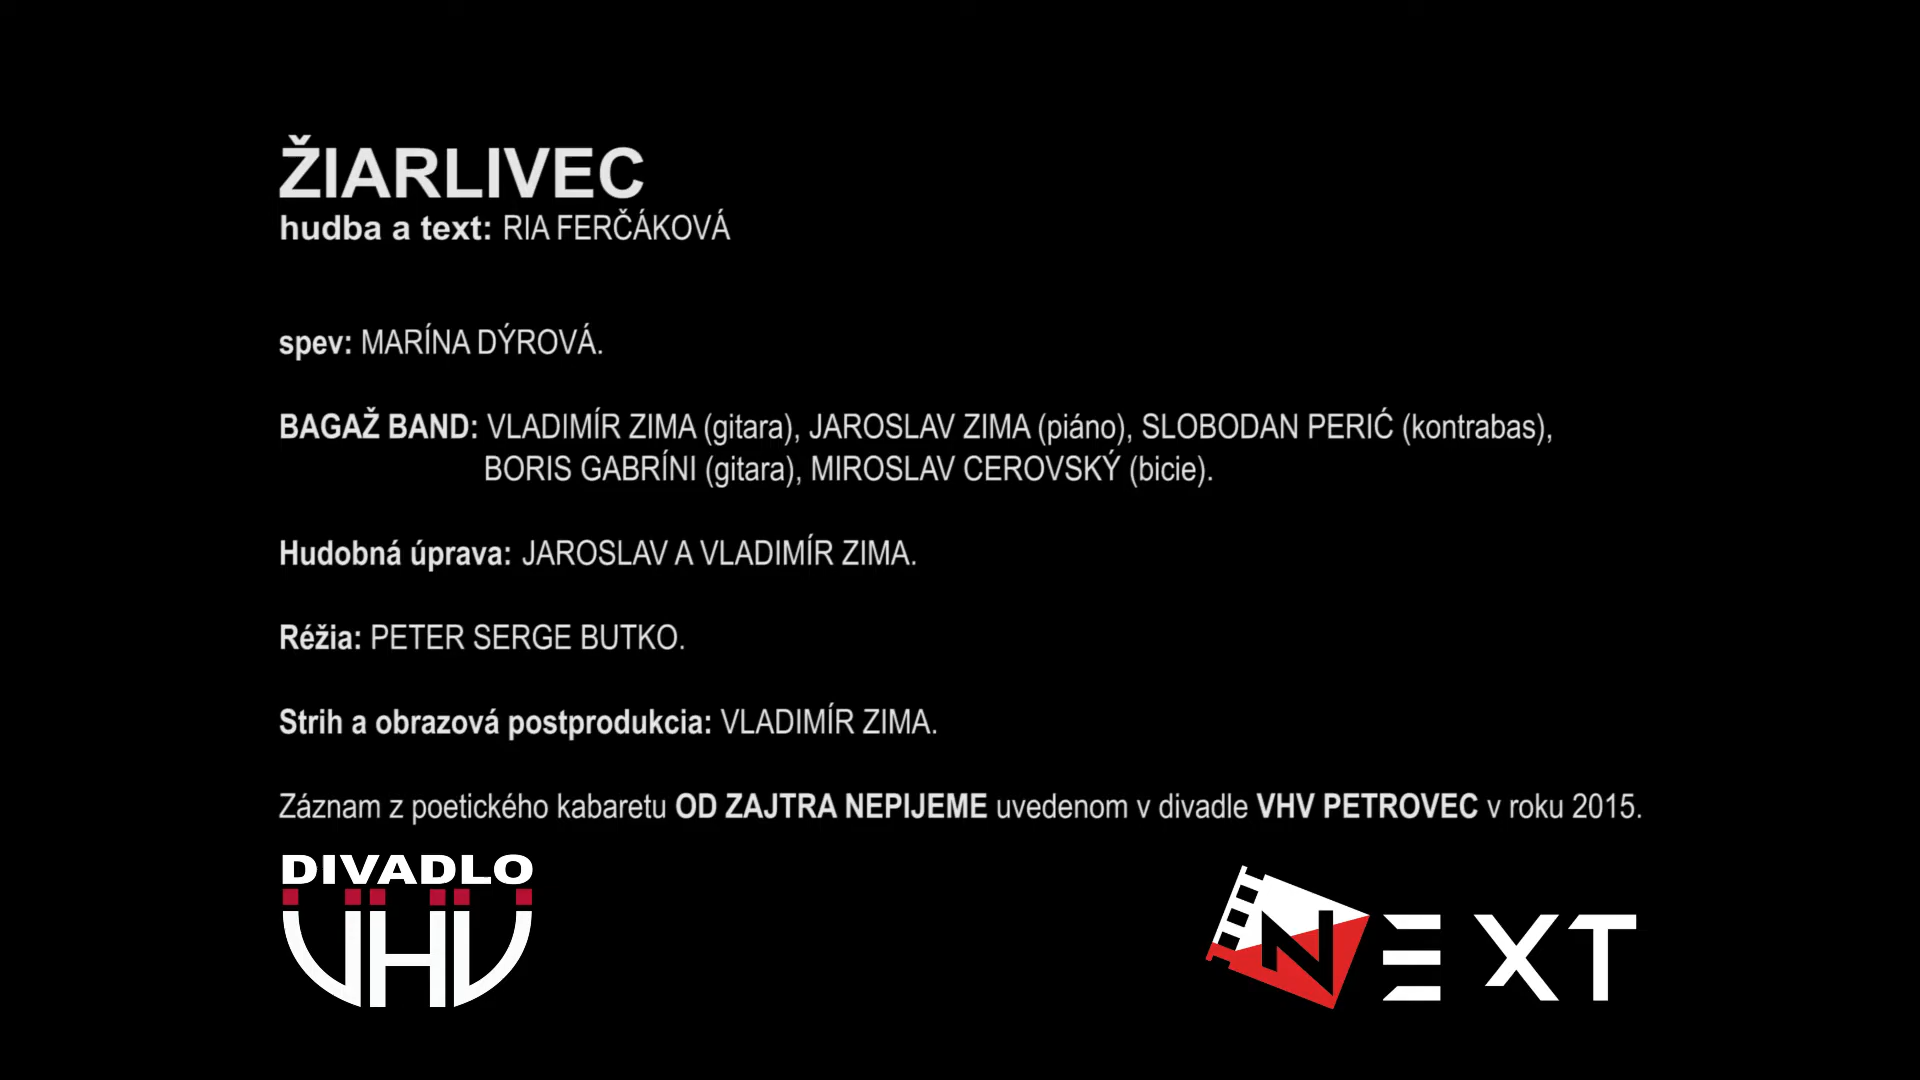 ŽIARLIVEC
hudba a text: RIA FERČÁKOVÁ
spev: MARÍNA DÝROVÁ.
BAGAŽ BAND: VLADIMÍR ZIMA (gitara), JAROSLAV ZIMA (piáno), SLOBODAN PERIĆ (kontrabas),
BORIS GABRÍNI (gitara), MIROSLAV CEROVSKÝ (bicie).
Hudobná úprava: JAROSLAV A VLADIMÍR ZIMA.
Réžia: PETER SERGE BUTKO.
Strih a obrazová postprodukcia: VLADIMÍR ZIMA.
Záznam z poetického kabaretu OD ZAJTRA NEPIJEME uvedenom v divadle VHV PETROVEC v roku 2015.
DIVADLO
VHV
NEXT